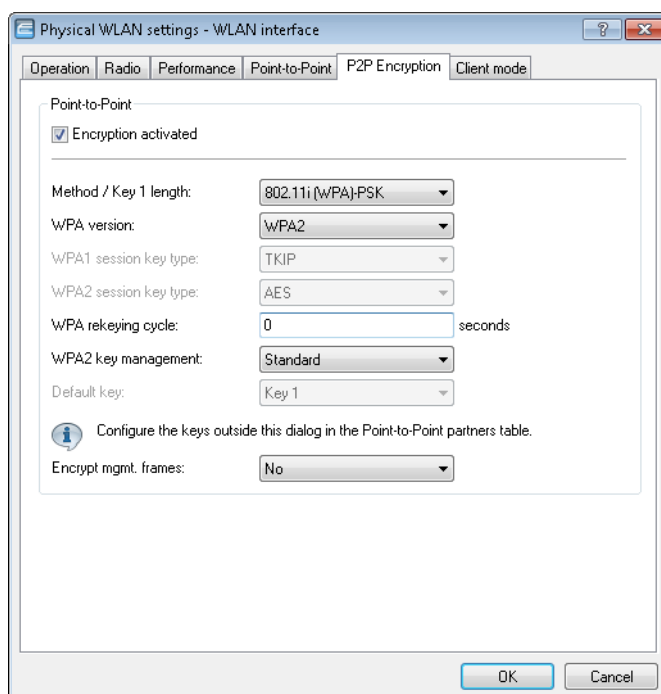 Physical WLAN settings - WLAN interface
Operation Radio Performance Point-to-Point P2P Encryption Client mode
Point-to-Point
Encryption activated
Method / Key 1 length: 802.11i (WPA)-PSK
WPA version: WPA2
WPA1 session key type: TKIP
WPA2 session key type: AES
WPA rekeying cycle: 0 seconds
WPA2 key management: Standard
Default key: Key 1
Configure the keys outside this dialog in the Point-to-Point partners table.
Encrypt mgmt. frames: No
OK Cancel